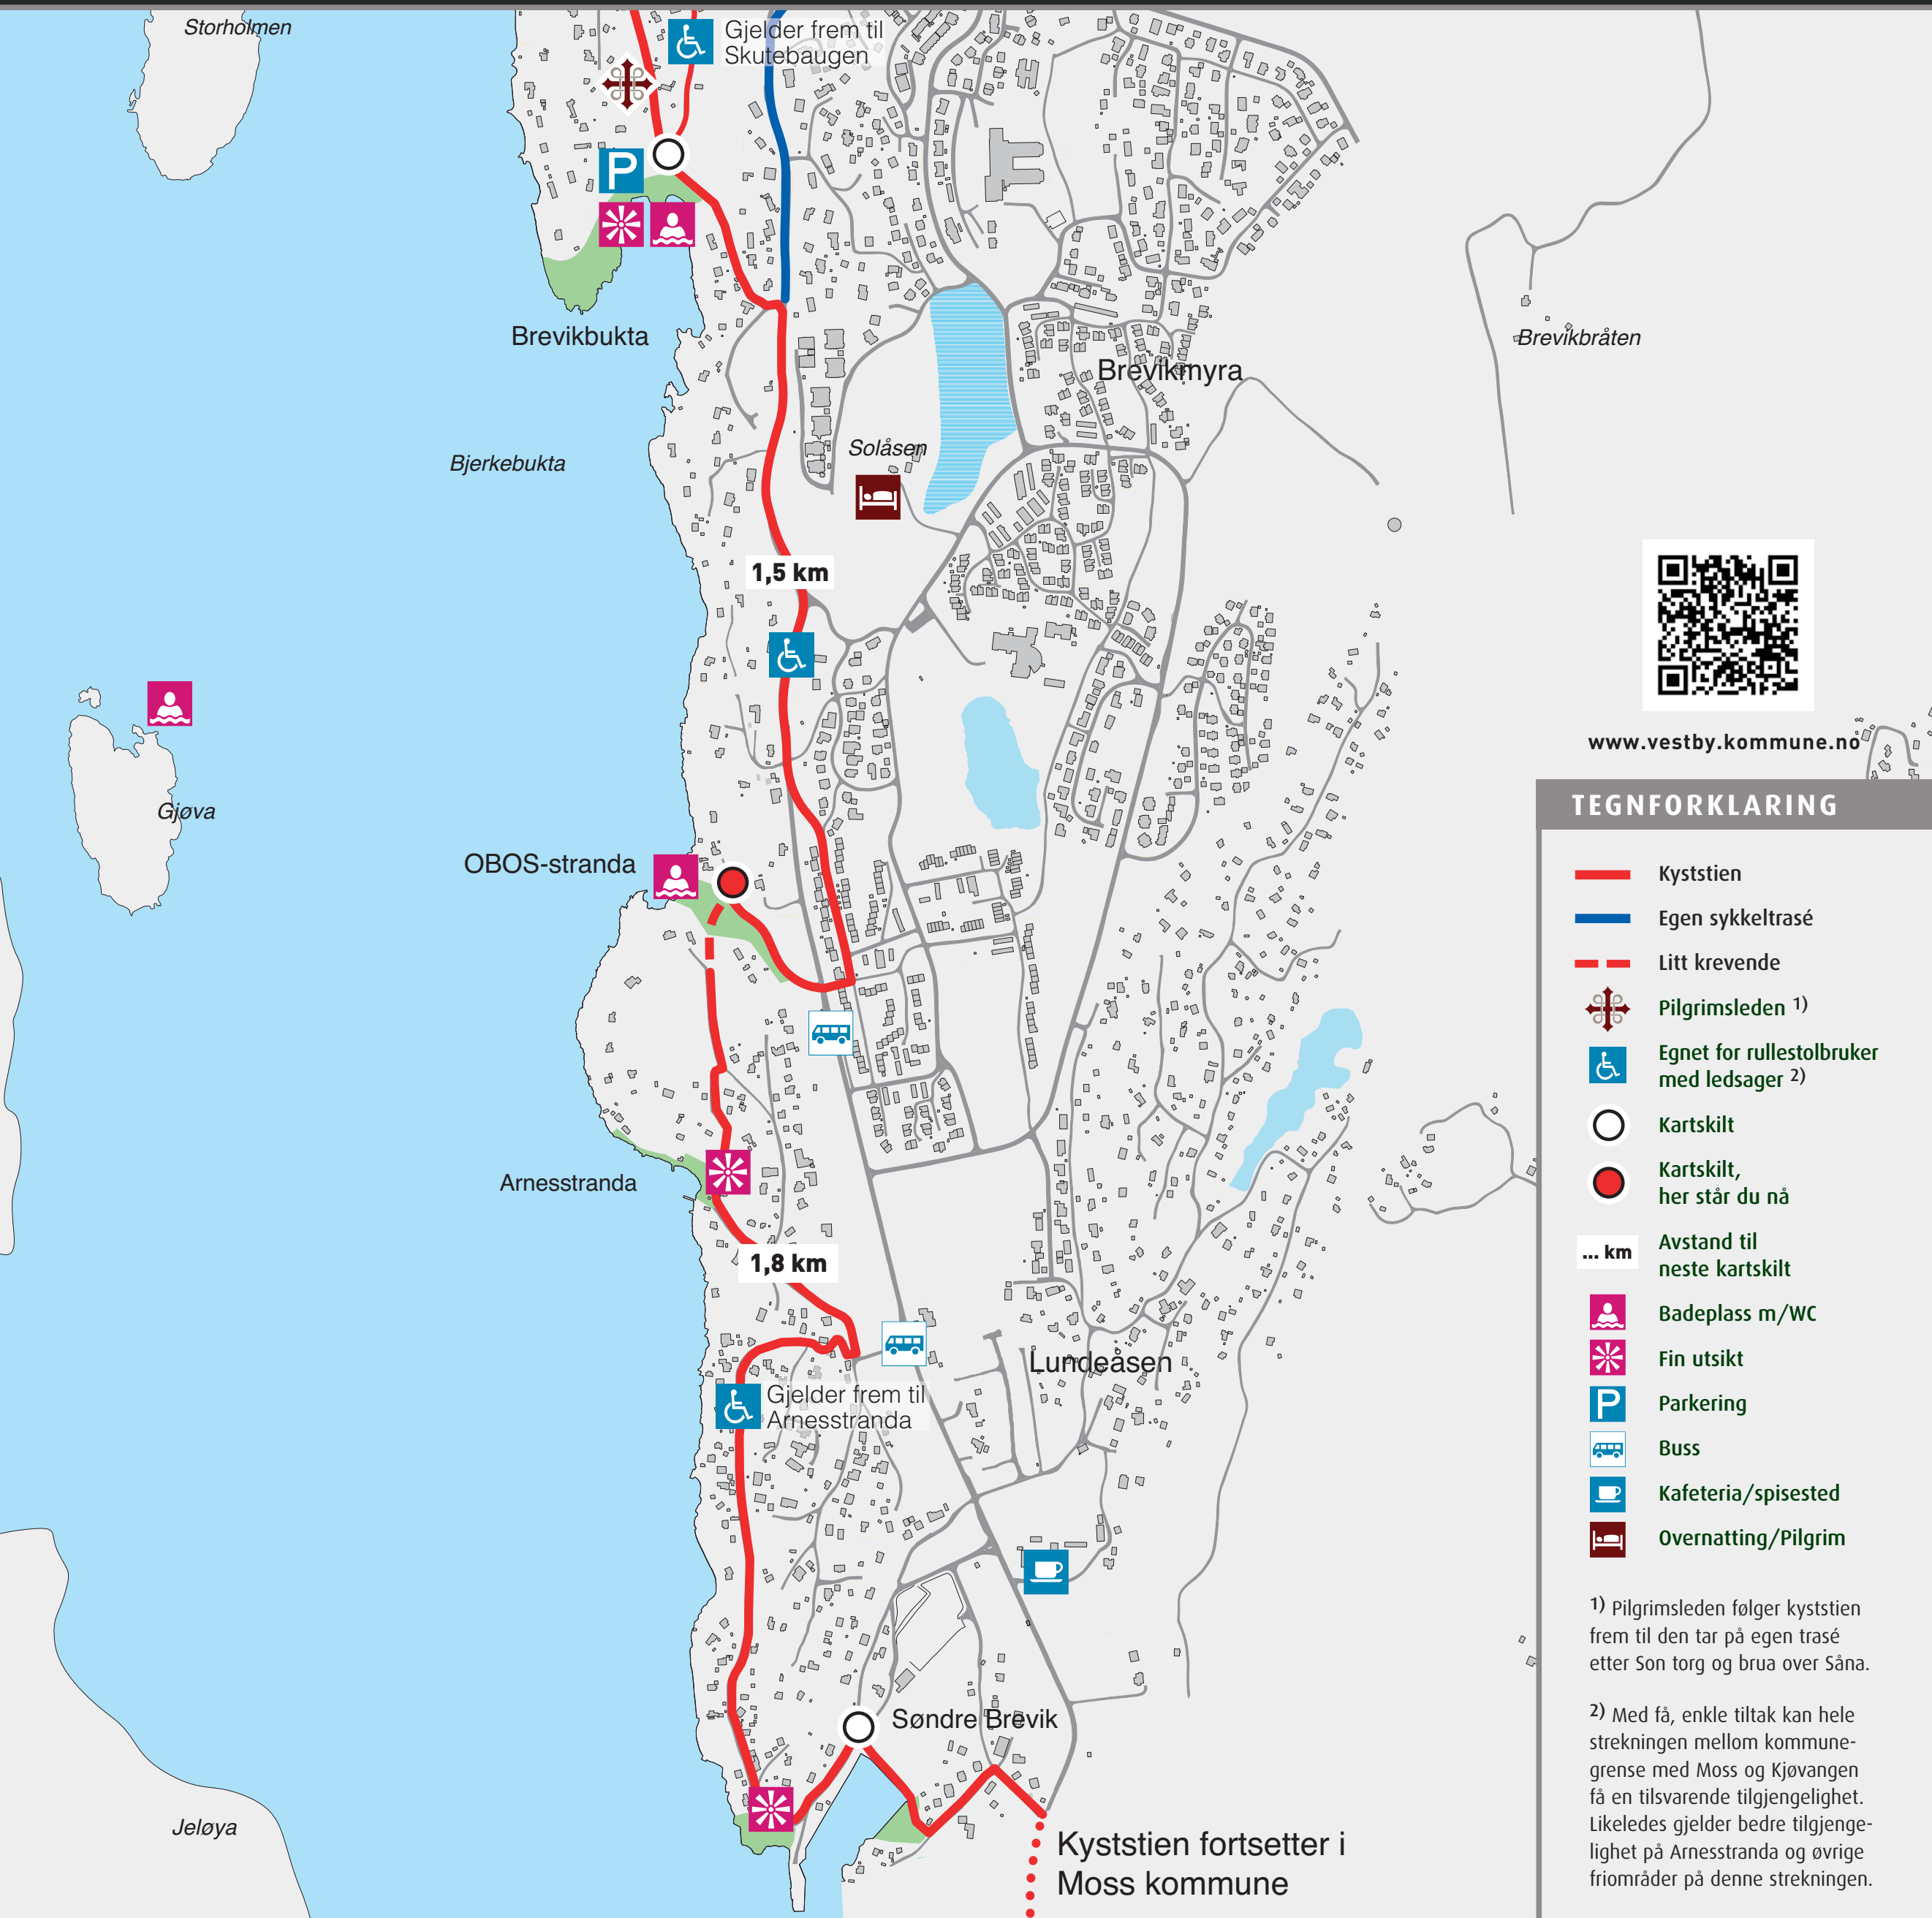 Storholmen
Gjelder frem til
Skutebaugen
P
Brevikbukta
Brevikmyra
Brevikbråten
Solåsen
Bjerkebukta
1,5 km
www.vestby.kommune.no
Gjøva
OBOS-stranda
Arnesstranda
1,8 km
Lundeåsen
Gjelder frem til
Arnesstranda
Søndre Brevik
Jeløya
Kyststien fortsetter i
Moss kommune
TEGNFORKLARING
Kyststien
Egen sykkeltrasé
Litt krevende
Pilgrimsleden 1)
Egnet for rullestolbruker
med ledsager 2)
Kartskilt
Kartskilt,
her står du nå
... km
Avstand til
neste kartskilt
Badeplass m/WC
Fin utsikt
P
Parkering
Buss
Kafeteria/spisested
Overnatting/Pilgrim
1) Pilgrimsleden følger kyststien
frem til den tar på egen trasé
etter Son torg og brua over Såna.
2) Med få, enkle tiltak kan hele
strekningen mellom kommune-
grense med Moss og Kjøvangen
få en tilsvarende tilgjengelighet.
Likeledes gjelder bedre tilgjenge-
lighet på Arnesstranda og øvrige
friområder på denne strekningen.